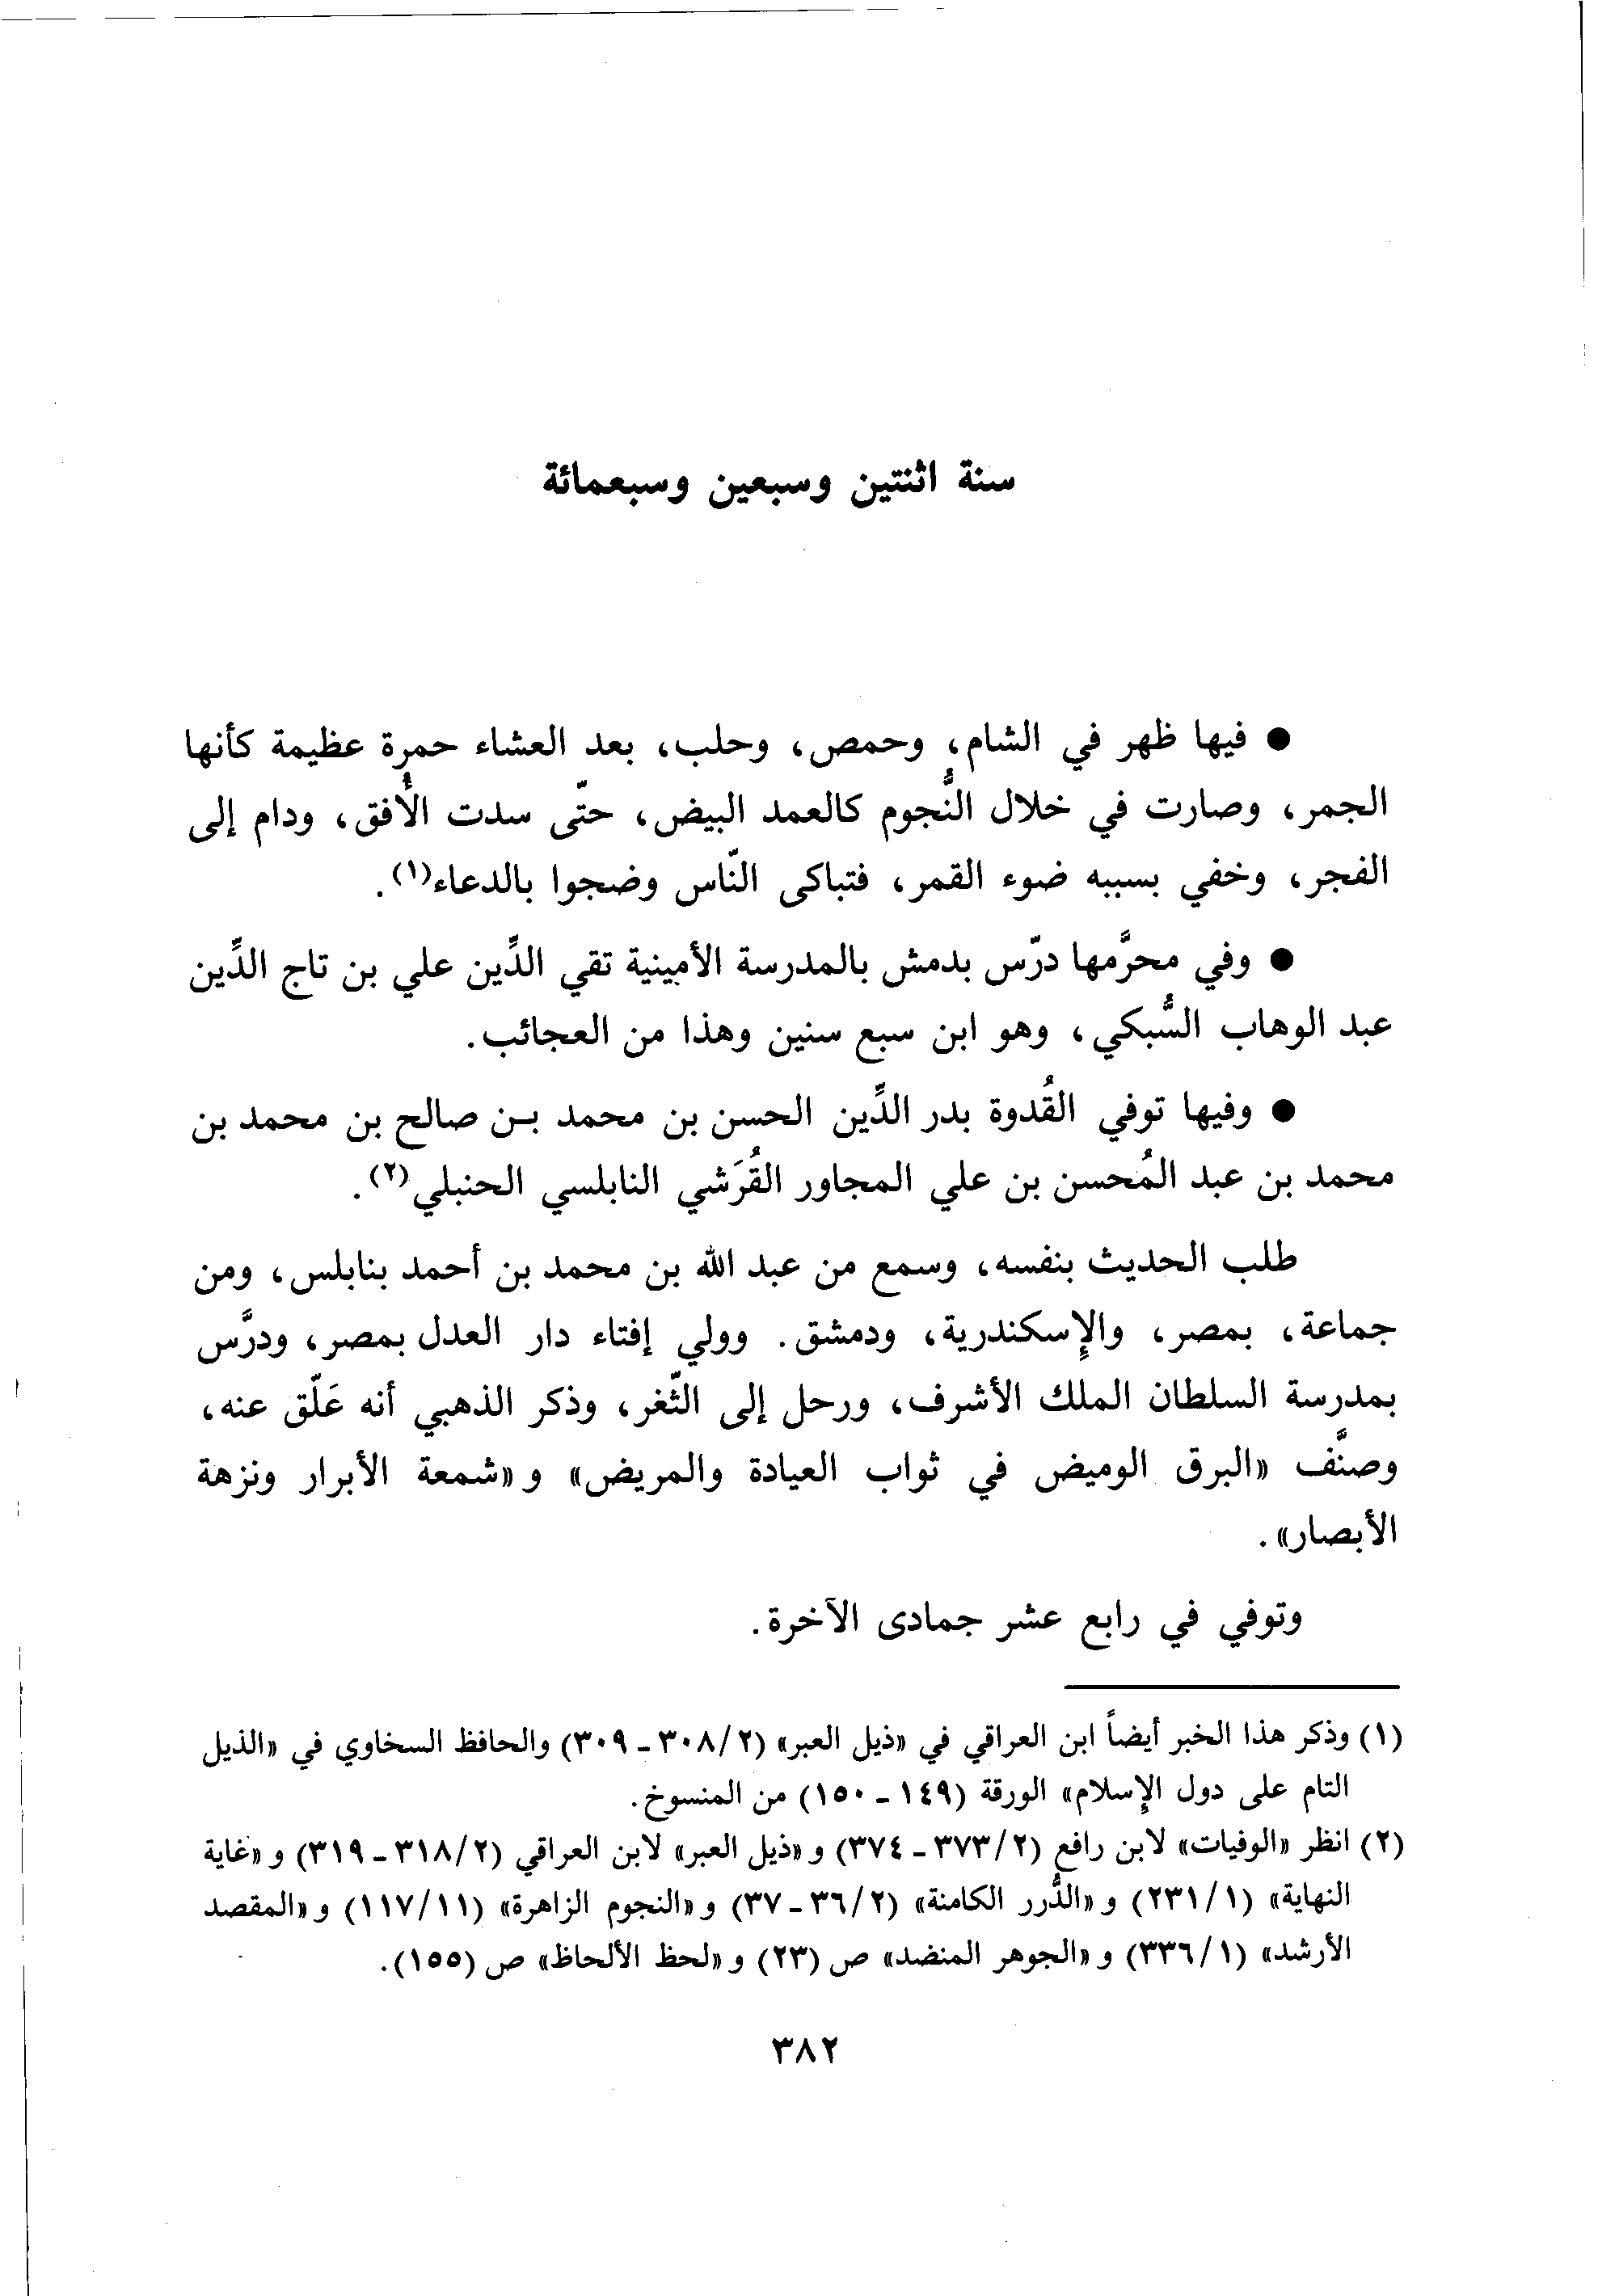 سنة اثنتين وسبعين وسبعمائة
● فيها ظهر في الشام، وحمص، وحلب، بعد العشاء حمرة عظيمة كأنها
الجمر، وصارت في خلال النُّجوم كالعمد البيض، حتّى سدت الأُفق، ودام إلى
الفجر، وخفي بسببه ضوء القمر، فتباكى النّاس وضجوا بالدعاء(١).
● وفي محرَّمها درّس بدمش بالمدرسة الأمينية تقي الدِّين علي بن تاج الدِّين
عبد الوهاب السُّبكي، وهو ابن سبع سنين وهذا من العجائب.
● وفيها توفي القُدوة بدر الدِّين الحسن بن محمد بن صالح بن محمد بن
محمد بن عبد المُحسن بن علي المجاور القُرَشي النابلسي الحنبلي(٢).
طلب الحديث بنفسه، وسمع من عبد الله بن محمد بن أحمد بنابلس، ومن
جماعة، بمصر، والإسكندرية، ودمشق. وولي إفتاء دار العدل بمصر، ودرَّس
بمدرسة السلطان الملك الأشرف، ورحل إلى الثّغر، وذكر الذهبي أنه عَلّق عنه،
وصنَّف «البرق الوميض في ثواب العيادة والمريض» و «شمعة الأبرار ونزهة
الأبصار».
وتوفي في رابع عشر جمادى الآخرة.
(١) وذكر هذا الخبر أيضاً ابن العراقي في «ذيل العبر» (٢/٣٠٨ ـ ٣٠٩) والحافظ السخاوي في «الذيل
التام على دول الإسلام» الورقة (١٤٩ ـ ١٥٠) من المنسوخ.
(٢) انظر «الوفيات» لابن رافع (٢/٣٧٣ ـ ٣٧٤) و «ذيل العبر» لابن العراقي (٢/٣١٨ ـ ٣١٩) و «غاية
النهاية» (١/٢٣١) و «الدُّرر الكامنة» (٢/٣٦ ـ ٣٧) و «النجوم الزاهرة» (١١/١١٧) و «المقصد
الأرشد» (١/٣٣٦) و «الجوهر المنضد» ص (٢٣) و «لحظ الألحاظ» ص (١٥٥).
٣٨٢